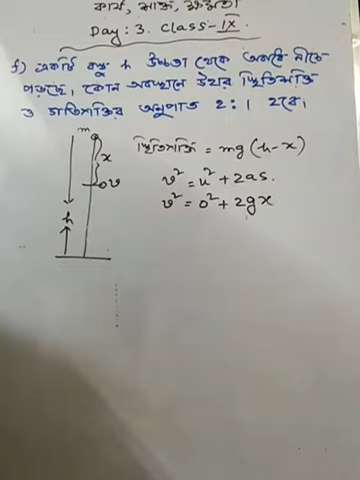 কার্য, শক্তি, ক্ষমতা
Day: 3. Class-IX
১) একটি বস্তু h উচ্চতা থেকে অবাধে নীচে
পড়ছে। কোন অবস্থানে উহার স্থিতিশক্তি
ও গতিশক্তির অনুপাত 2:1 হবে।
m
x
v
h
স্থিতিশক্তি = mg(h-x)
v² = u² + 2as.
v² = 0² + 2gx